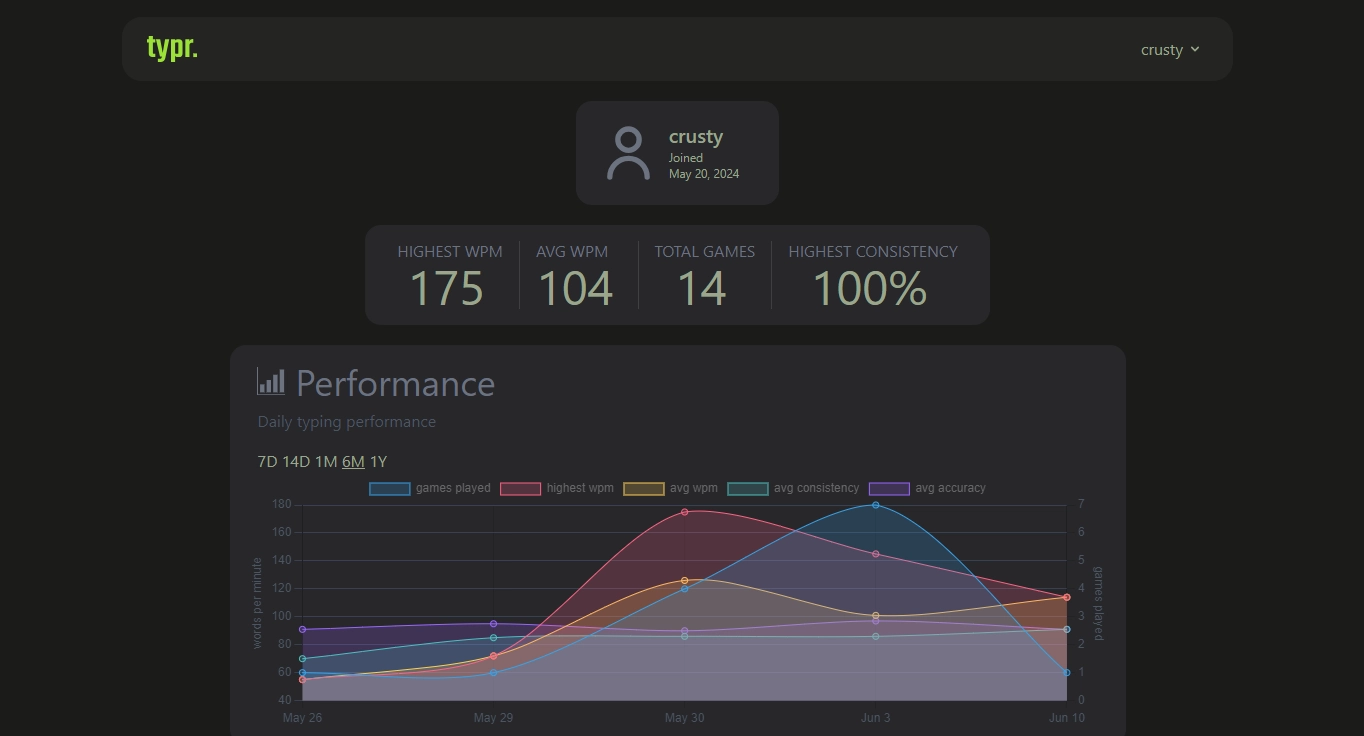 typr.
crusty
crusty
Joined
May 20, 2024
HIGHEST WPM AVG WPM TOTAL GAMES HIGHEST CONSISTENCY
175 104 14 100%
Performance
Daily typing performance
7D 14D 1M 6M 1Y
games played highest wpm avg wpm avg consistency avg accuracy
180 7
160 6
140 5
120 4
100 3
80 2
60 1
40 0
words per minute
games played
May 26 May 29 May 30 Jun 3 Jun 10